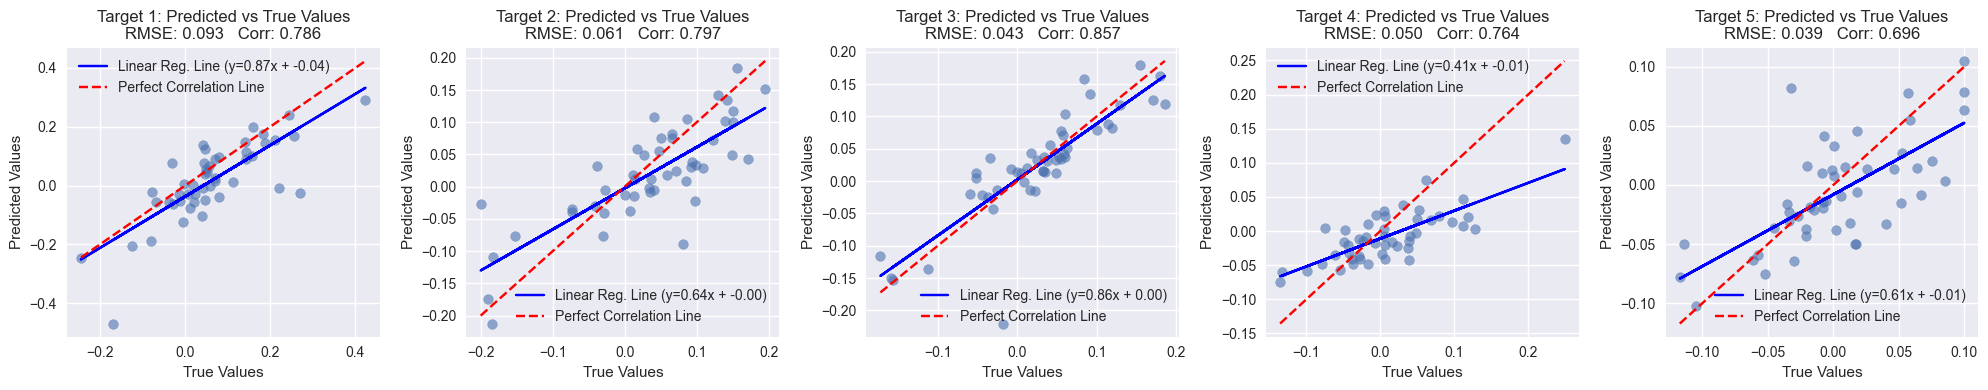 Target 1: Predicted vs True Values
RMSE: 0.093   Corr: 0.786
Linear Reg. Line (y=0.87x + -0.04)
Perfect Correlation Line
Predicted Values
0.4
0.2
0.0
−0.2
−0.4
−0.2
0.0
0.2
0.4
True Values
Target 2: Predicted vs True Values
RMSE: 0.061   Corr: 0.797
Predicted Values
0.20
0.15
0.10
0.05
0.00
−0.05
−0.10
−0.15
−0.20
Linear Reg. Line (y=0.64x + -0.00)
Perfect Correlation Line
−0.2
−0.1
0.0
0.1
0.2
True Values
Target 3: Predicted vs True Values
RMSE: 0.043   Corr: 0.857
Predicted Values
0.20
0.15
0.10
0.05
0.00
−0.05
−0.10
−0.15
−0.20
Linear Reg. Line (y=0.86x + 0.00)
Perfect Correlation Line
−0.1
0.0
0.1
0.2
True Values
Target 4: Predicted vs True Values
RMSE: 0.050   Corr: 0.764
Linear Reg. Line (y=0.41x + -0.01)
Perfect Correlation Line
Predicted Values
0.25
0.20
0.15
0.10
0.05
0.00
−0.05
−0.10
−0.15
−0.1
0.0
0.1
0.2
True Values
Target 5: Predicted vs True Values
RMSE: 0.039   Corr: 0.696
Predicted Values
0.10
0.05
0.00
−0.05
−0.10
Linear Reg. Line (y=0.61x + -0.01)
Perfect Correlation Line
−0.10
−0.05
0.00
0.05
0.10
True Values